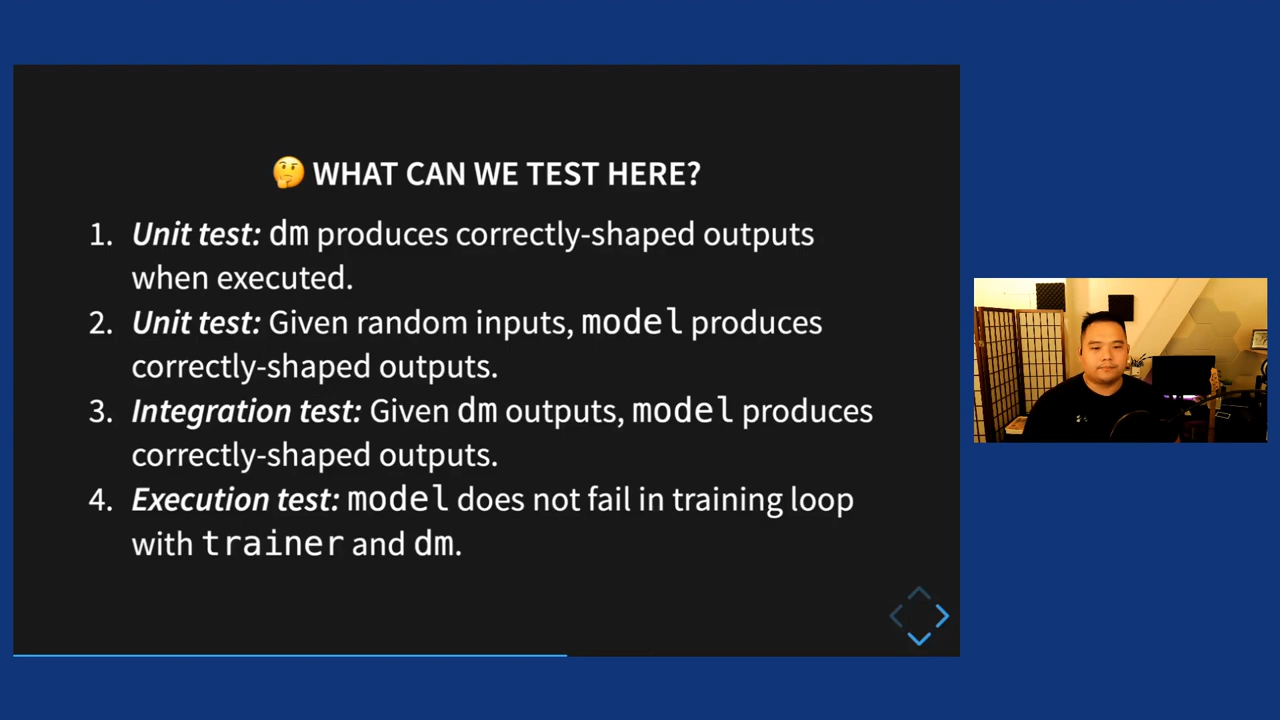 🤔 WHAT CAN WE TEST HERE?
1. Unit test: dm produces correctly-shaped outputs
when executed.
2. Unit test: Given random inputs, model produces
correctly-shaped outputs.
3. Integration test: Given dm outputs, model produces
correctly-shaped outputs.
4. Execution test: model does not fail in training loop
with trainer and dm.